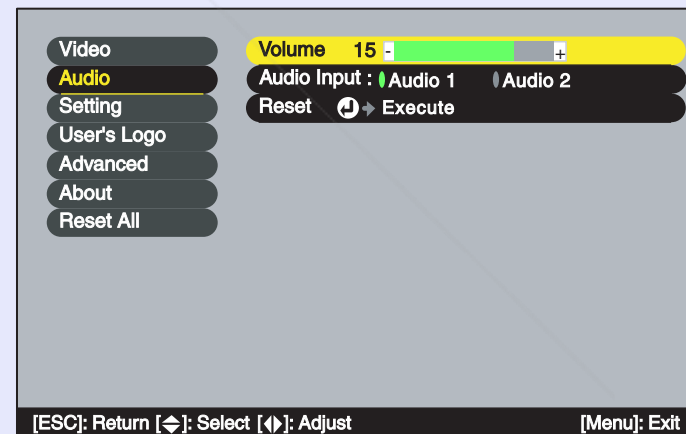 Video
Audio
Setting
User's Logo
Advanced
About
Reset All
Volume 15 - +
Audio Input : Audio 1 Audio 2
Reset Execute
[ESC]: Return [ ]: Select [ ]: Adjust [Menu]: Exit